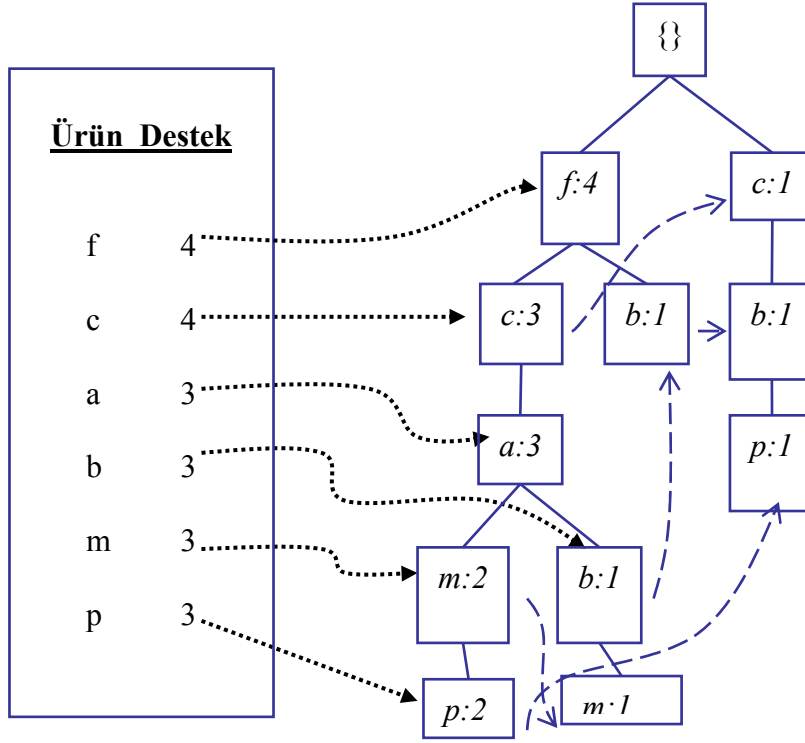 {}
Ürün Destek
f:4
c:1
f 4
c 4
c:3
b:1
b:1
a 3
a:3
p:1
b 3
m 3
m:2
b:1
p 3
p:2
m:1